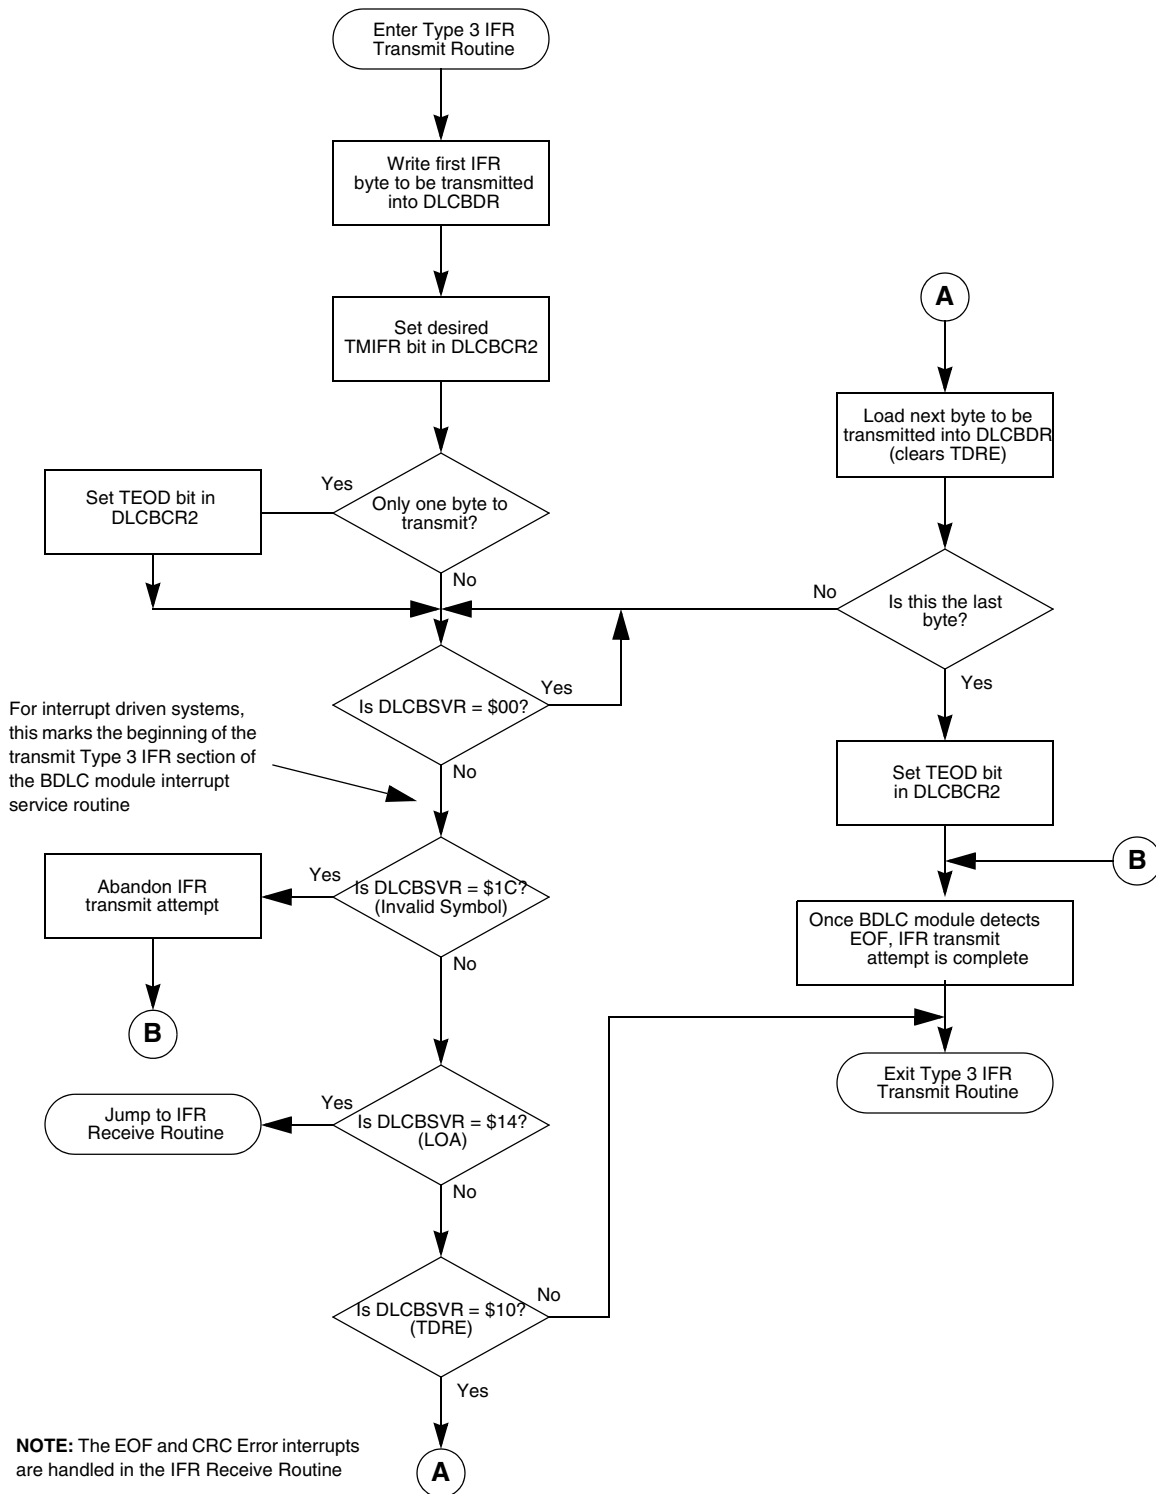 Enter Type 3 IFR
Transmit Routine
Write first IFR
byte to be transmitted
into DLCBDR
Set desired
TMIFR bit in DLCBCR2
Only one byte to
transmit?
Yes
Set TEOD bit in
DLCBCR2
No
Is DLCBSVR = $00?
Yes
No
For interrupt driven systems,
this marks the beginning of the
transmit Type 3 IFR section of
the BDLC module interrupt
service routine
Is DLCBSVR = $1C?
(Invalid Symbol)
Yes
Abandon IFR
transmit attempt
B
No
Is DLCBSVR = $14?
(LOA)
Yes
Jump to IFR
Receive Routine
No
Is DLCBSVR = $10?
(TDRE)
No
Yes
A
A
Load next byte to be
transmitted into DLCBDR
(clears TDRE)
Is this the last
byte?
No
Yes
Set TEOD bit
in DLCBCR2
B
Once BDLC module detects
EOF, IFR transmit
attempt is complete
Exit Type 3 IFR
Transmit Routine
NOTE: The EOF and CRC Error interrupts
are handled in the IFR Receive Routine